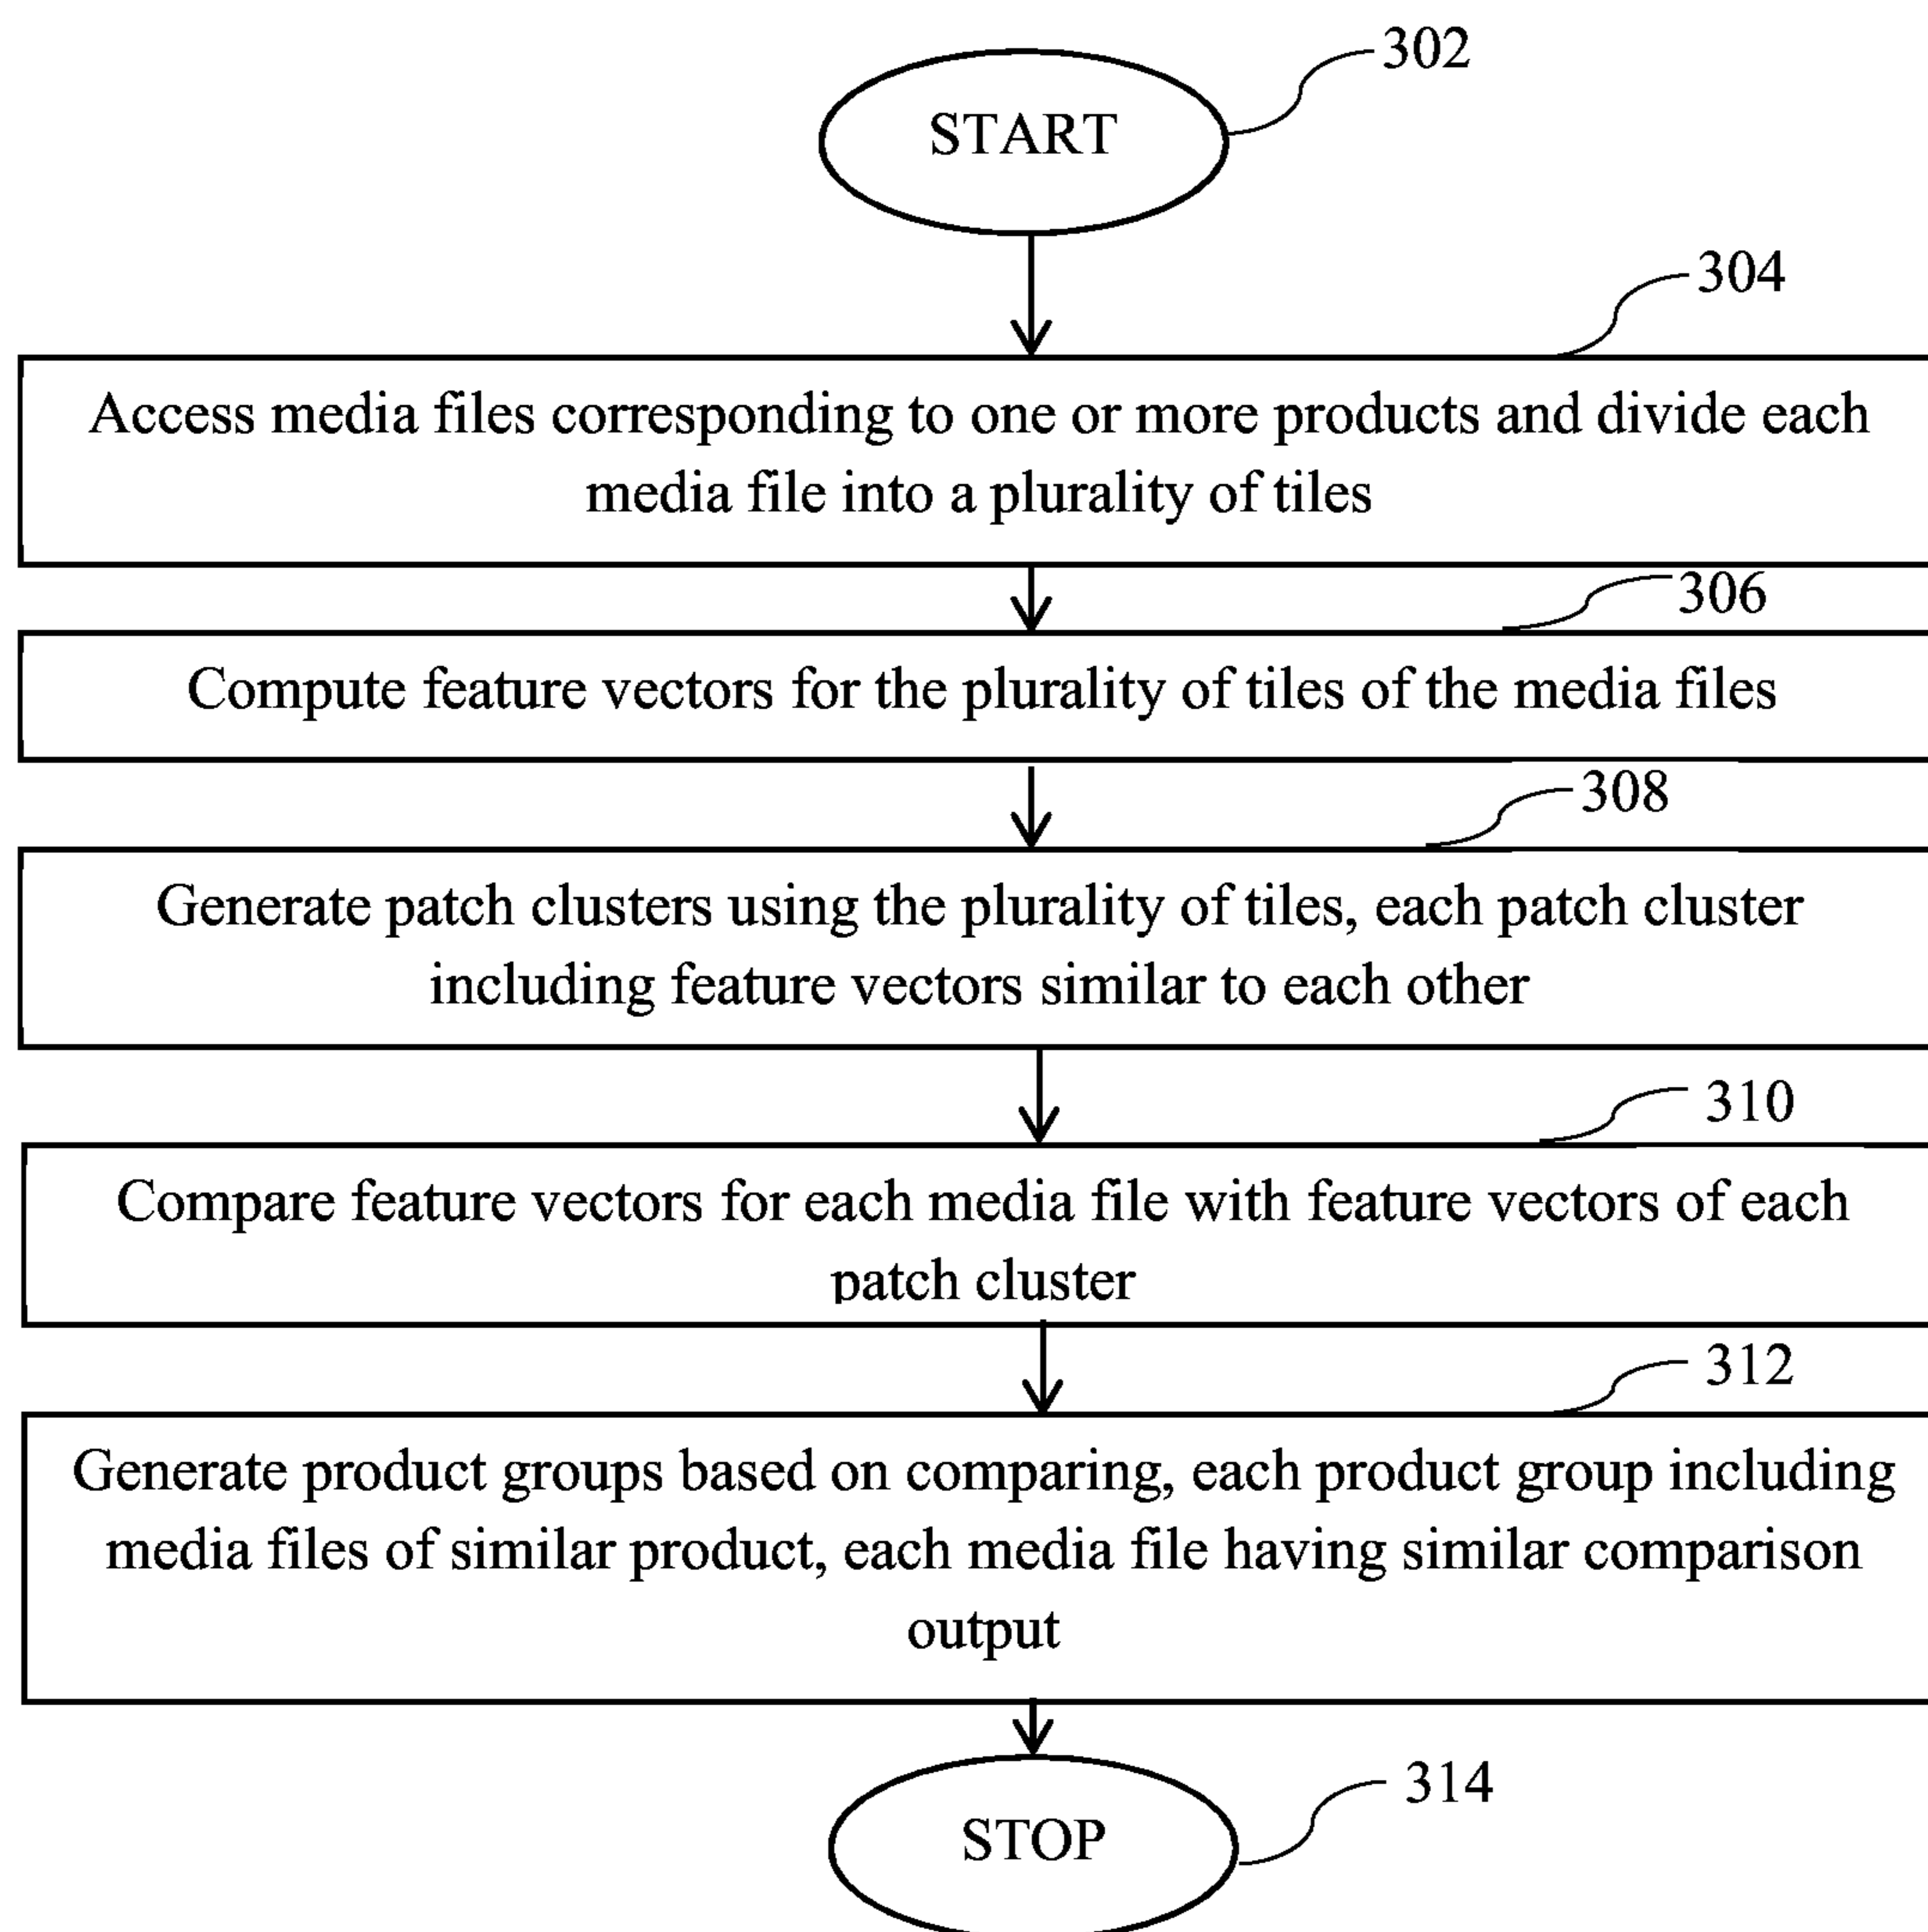 302
START
304
Access media files corresponding to one or more products and divide each
media file into a plurality of tiles
306
Compute feature vectors for the plurality of tiles of the media files
308
Generate patch clusters using the plurality of tiles, each patch cluster
including feature vectors similar to each other
310
Compare feature vectors for each media file with feature vectors of each
patch cluster
312
Generate product groups based on comparing, each product group including
media files of similar product, each media file having similar comparison
output
314
STOP